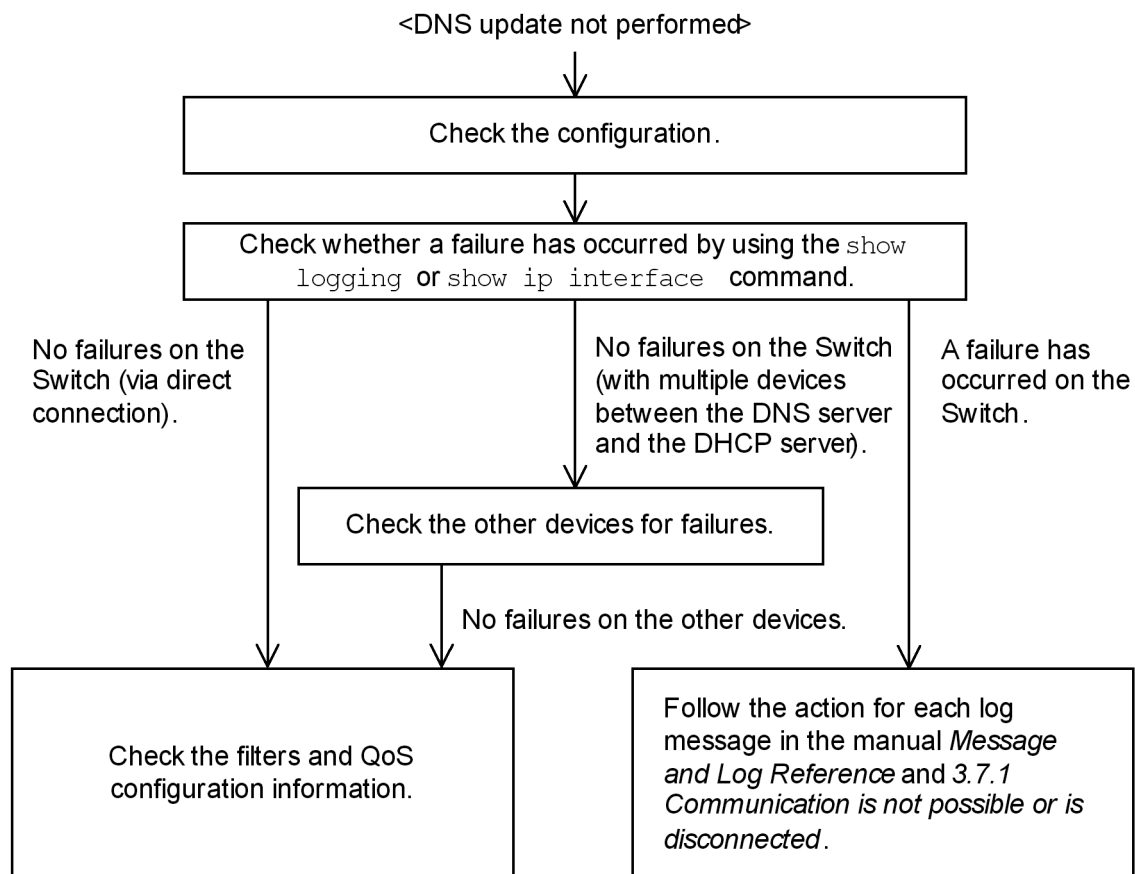 <DNS update not performed>
Check the configuration.
Check whether a failure has occurred by using the show
logging or show ip interface command.
No failures on the
Switch (via direct
connection).
No failures on the Switch
(with multiple devices
between the DNS server
and the DHCP server).
A failure has
occurred on the
Switch.
Check the other devices for failures.
No failures on the other devices.
Check the filters and QoS
configuration information.
Follow the action for each log
message in the manual Message
and Log Reference and 3.7.1
Communication is not possible or is
disconnected.